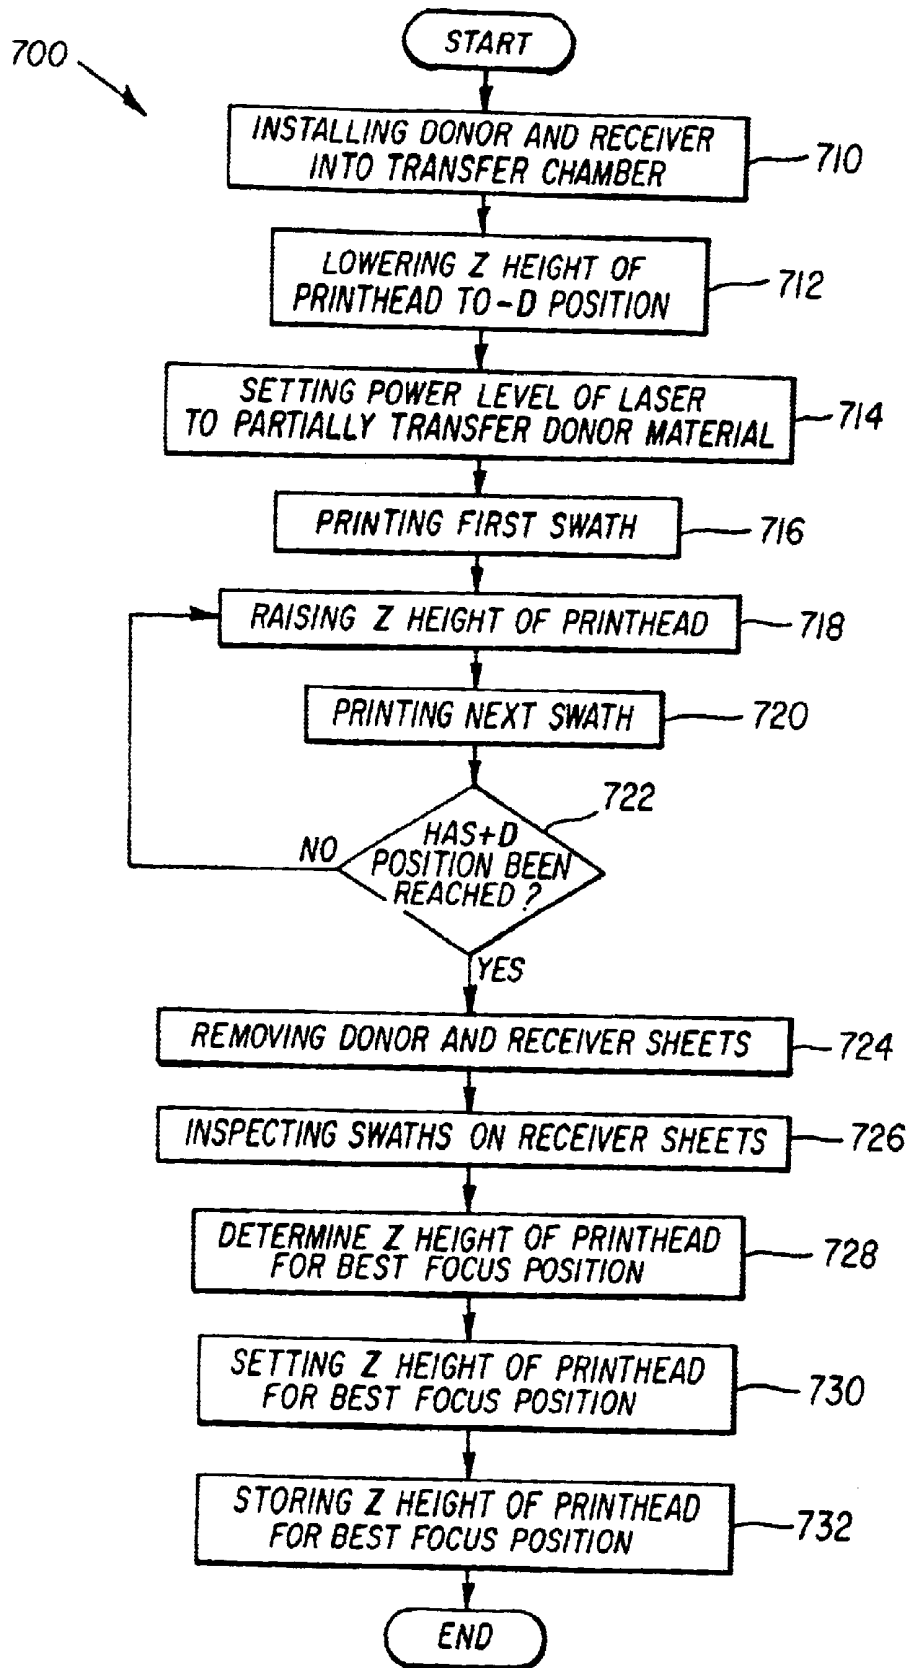 START
700
INSTALLING DONOR AND RECEIVER
INTO TRANSFER CHAMBER
710
LOWERING Z HEIGHT OF
PRINTHEAD TO-D POSITION
712
SETTING POWER LEVEL OF LASER
TO PARTIALLY TRANSFER DONOR MATERIAL
714
PRINTING FIRST SWATH
716
RAISING Z HEIGHT OF PRINTHEAD
718
PRINTING NEXT SWATH
720
722
HAS+D
POSITION BEEN
REACHED?
NO
YES
REMOVING DONOR AND RECEIVER SHEETS
724
INSPECTING SWATHS ON RECEIVER SHEETS
726
DETERMINE Z HEIGHT OF PRINTHEAD
FOR BEST FOCUS POSITION
728
SETTING Z HEIGHT OF PRINTHEAD
FOR BEST FOCUS POSITION
730
STORING Z HEIGHT OF PRINTHEAD
FOR BEST FOCUS POSITION
732
END